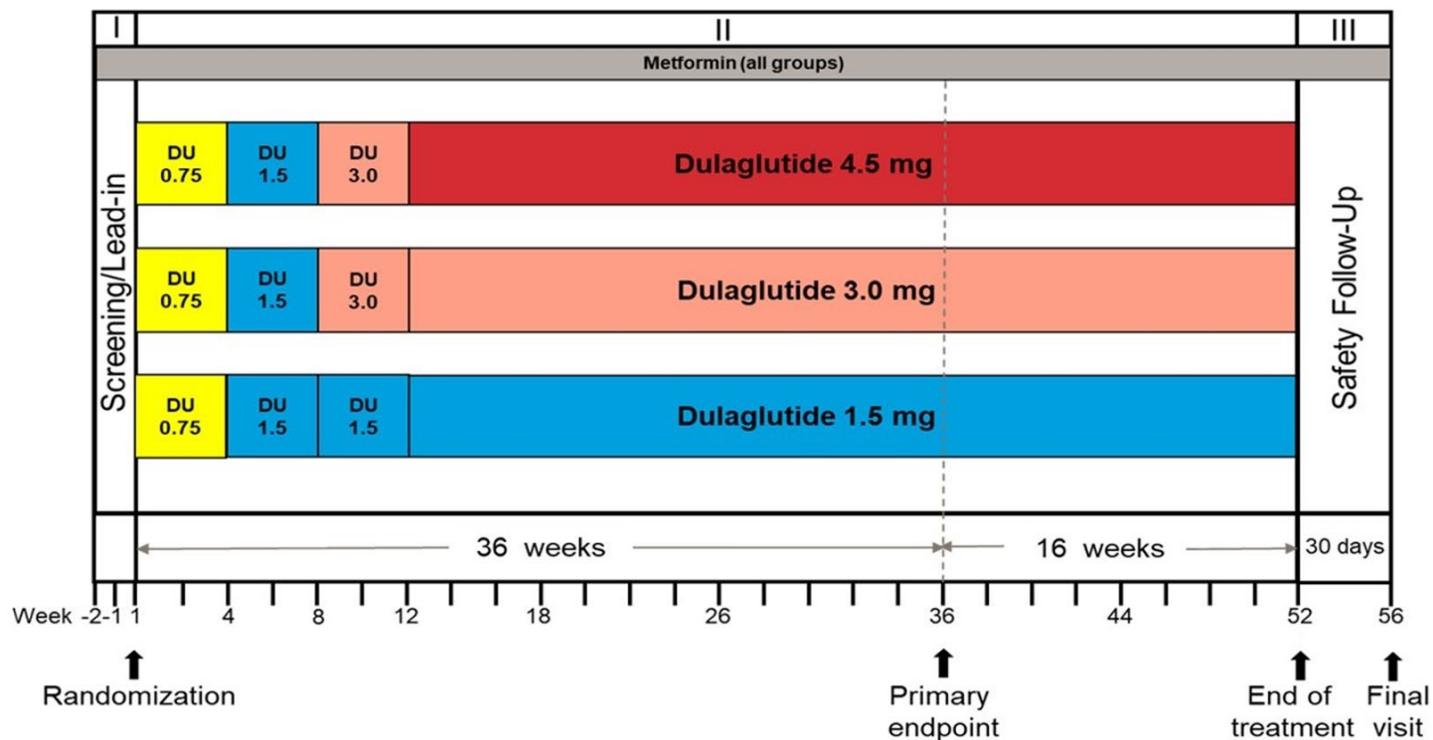 I
II
III
Metformin (all groups)
Screening/Lead-in
DU
0.75
DU
1.5
DU
3.0
Dulaglutide 4.5 mg
DU
0.75
DU
1.5
DU
3.0
Dulaglutide 3.0 mg
DU
0.75
DU
1.5
DU
1.5
Dulaglutide 1.5 mg
Safety Follow-Up
36 weeks
16 weeks
30 days
Week -2-1 1 4 8 12 18 26 36 44 52 56
Randomization
Primary
endpoint
End of
treatment
Final
visit